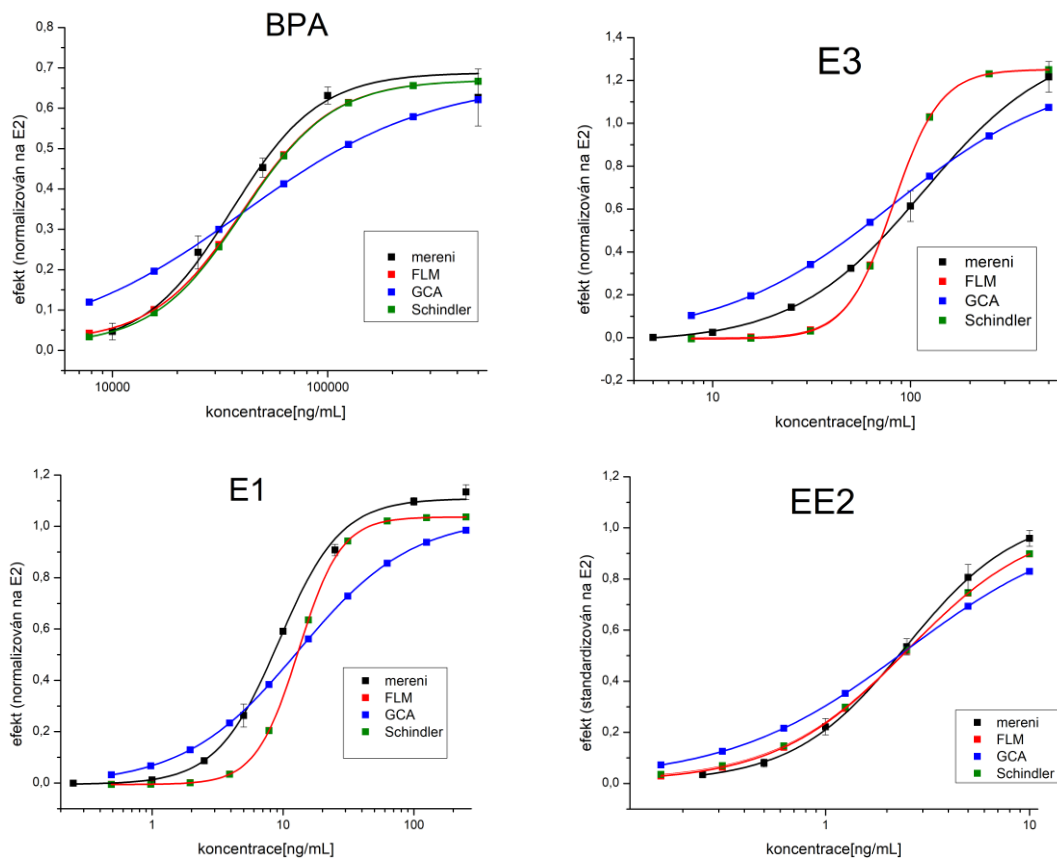 BPA
0,8
0,7
0,6
0,5
0,4
0,3
0,2
0,1
0,0
efekt (normalizován na E2)
mereni
FLM
GCA
Schindler
10000 100000
koncentrace[ng/mL]
E3
1,4
1,2
1,0
0,8
0,6
0,4
0,2
0,0
-0,2
efekt (normalizován na E2)
mereni
FLM
GCA
Schindler
10 100
koncentrace[ng/mL]
E1
1,2
1,0
0,8
0,6
0,4
0,2
0,0
efekt (normalizován na E2)
mereni
FLM
GCA
Schindler
1 10 100
koncentrace[ng/mL]
EE2
1,2
1,0
0,8
0,6
0,4
0,2
0,0
efekt (standardizován na E2)
mereni
FLM
GCA
Schindler
1 10
koncentrace[ng/mL]